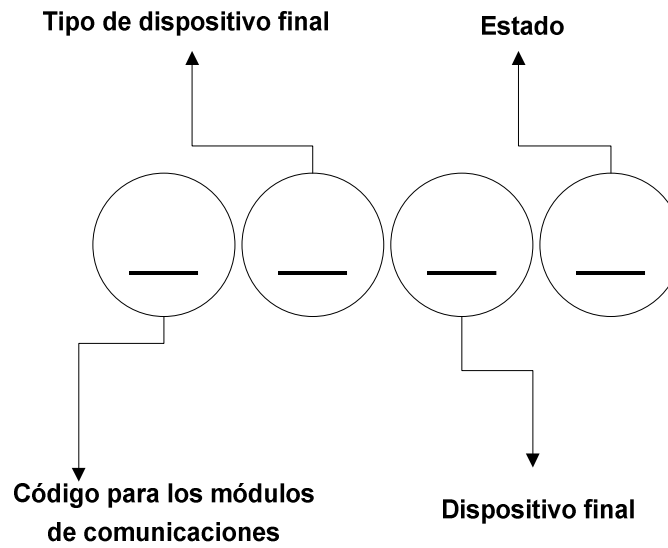 Tipo de dispositivo final
Estado
Código para los módulos
de comunicaciones
Dispositivo final